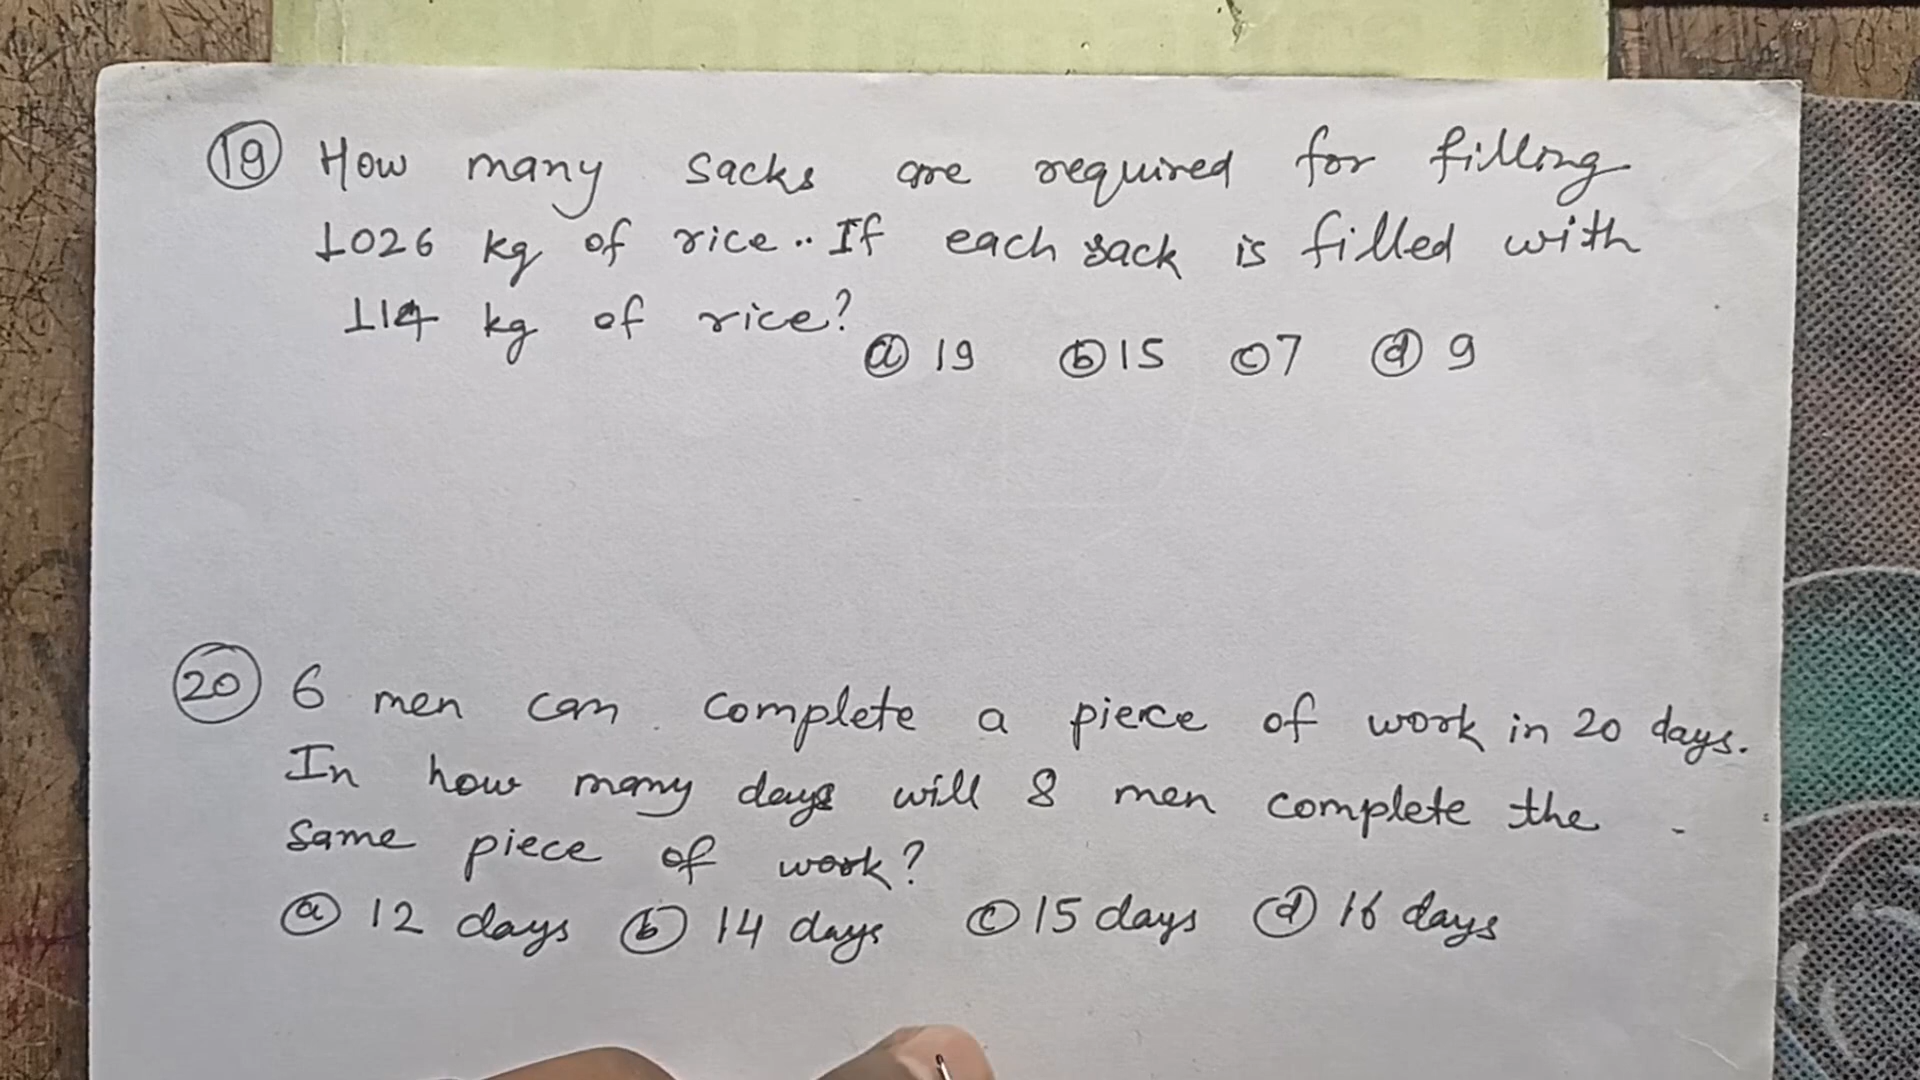 19 How many sacks are required for filling
1026 kg of rice.. If each sack is filled with
114 kg of rice?
a 19 b 15 c 7 d 9
20 6 men can complete a piece of work in 20 days.
In how many days will 8 men complete the
same piece of work?
a 12 days b 14 days c 15 days d 16 days